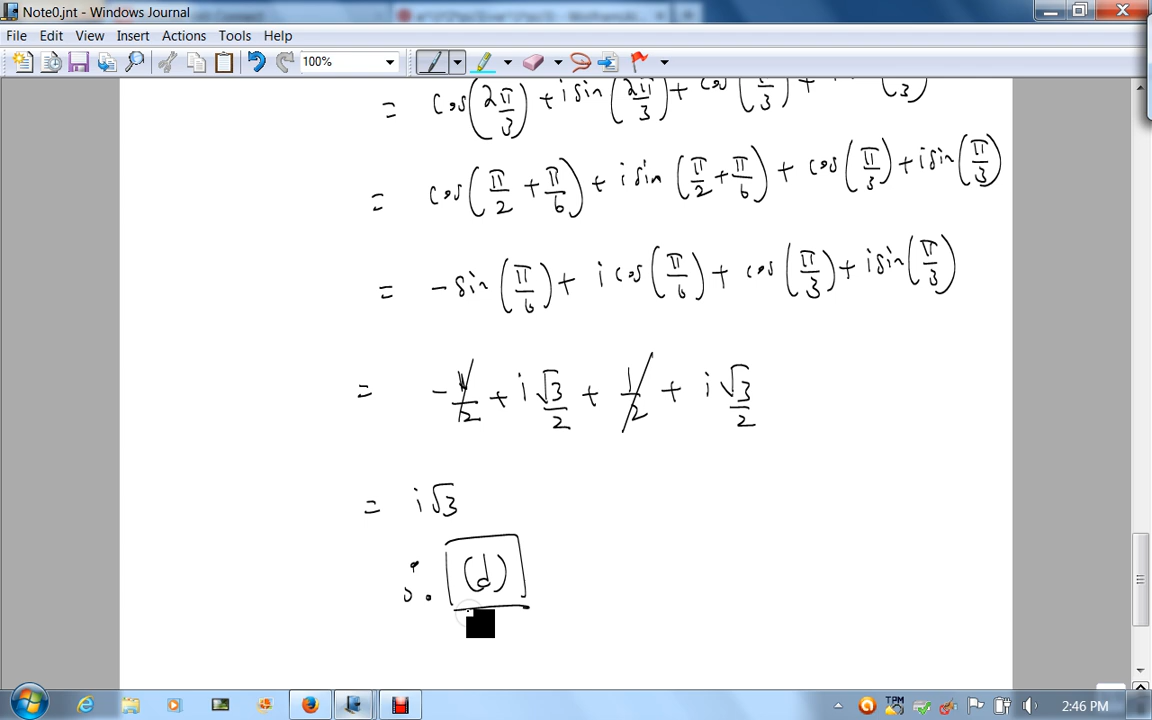 Note0.jnt - Windows Journal
File Edit View Insert Actions Tools Help
100%
= cos(2π/3) + i sin(2π/3) + cos(π/3) +
= cos(π/2 + π/6) + i sin(π/2 + π/6) + cos(π/3) + i sin(π/3)
= -sin(π/6) + i cos(π/6) + cos(π/3) + i sin(π/3)
= -1/2 + i √3/2 + 1/2 + i √3/2
= i√3
∴ (d)
2:46 PM